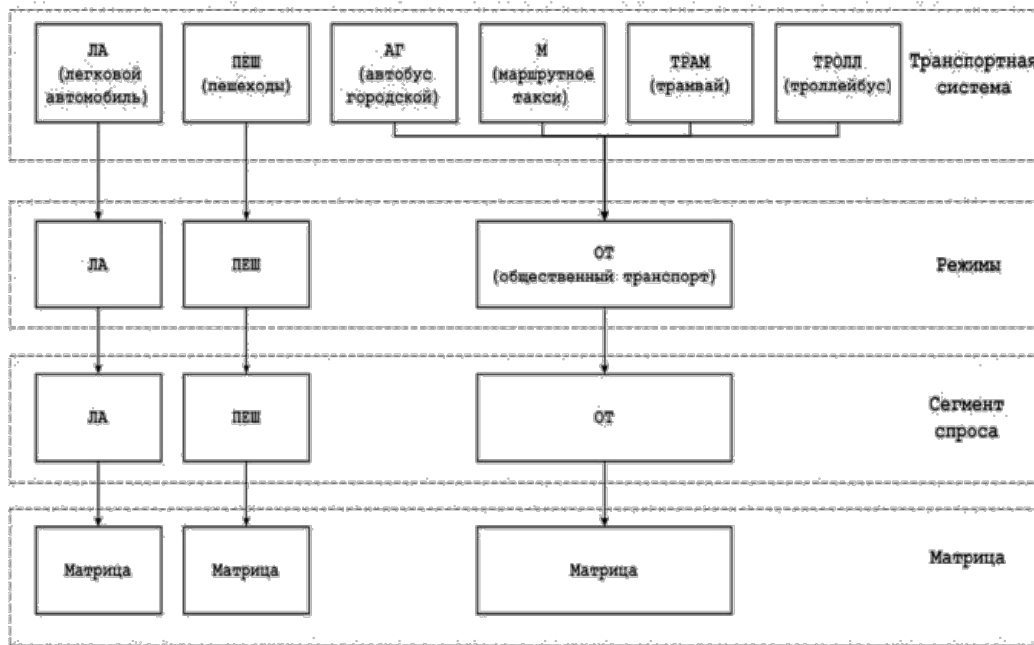 ЛА
(легковой
автомобиль)
ПЕШ
(пешеходы)
АГ
(автобус
городской)
М
(маршрутное
такси)
ТРАМ
(трамвай)
ТРОЛЛ
(троллейбус)
Транспортная
система
ЛА
ПЕШ
ОТ
(общественный транспорт)
Режимы
ЛА
ПЕШ
ОТ
Сегмент
спроса
Матрица
Матрица
Матрица
Матрица